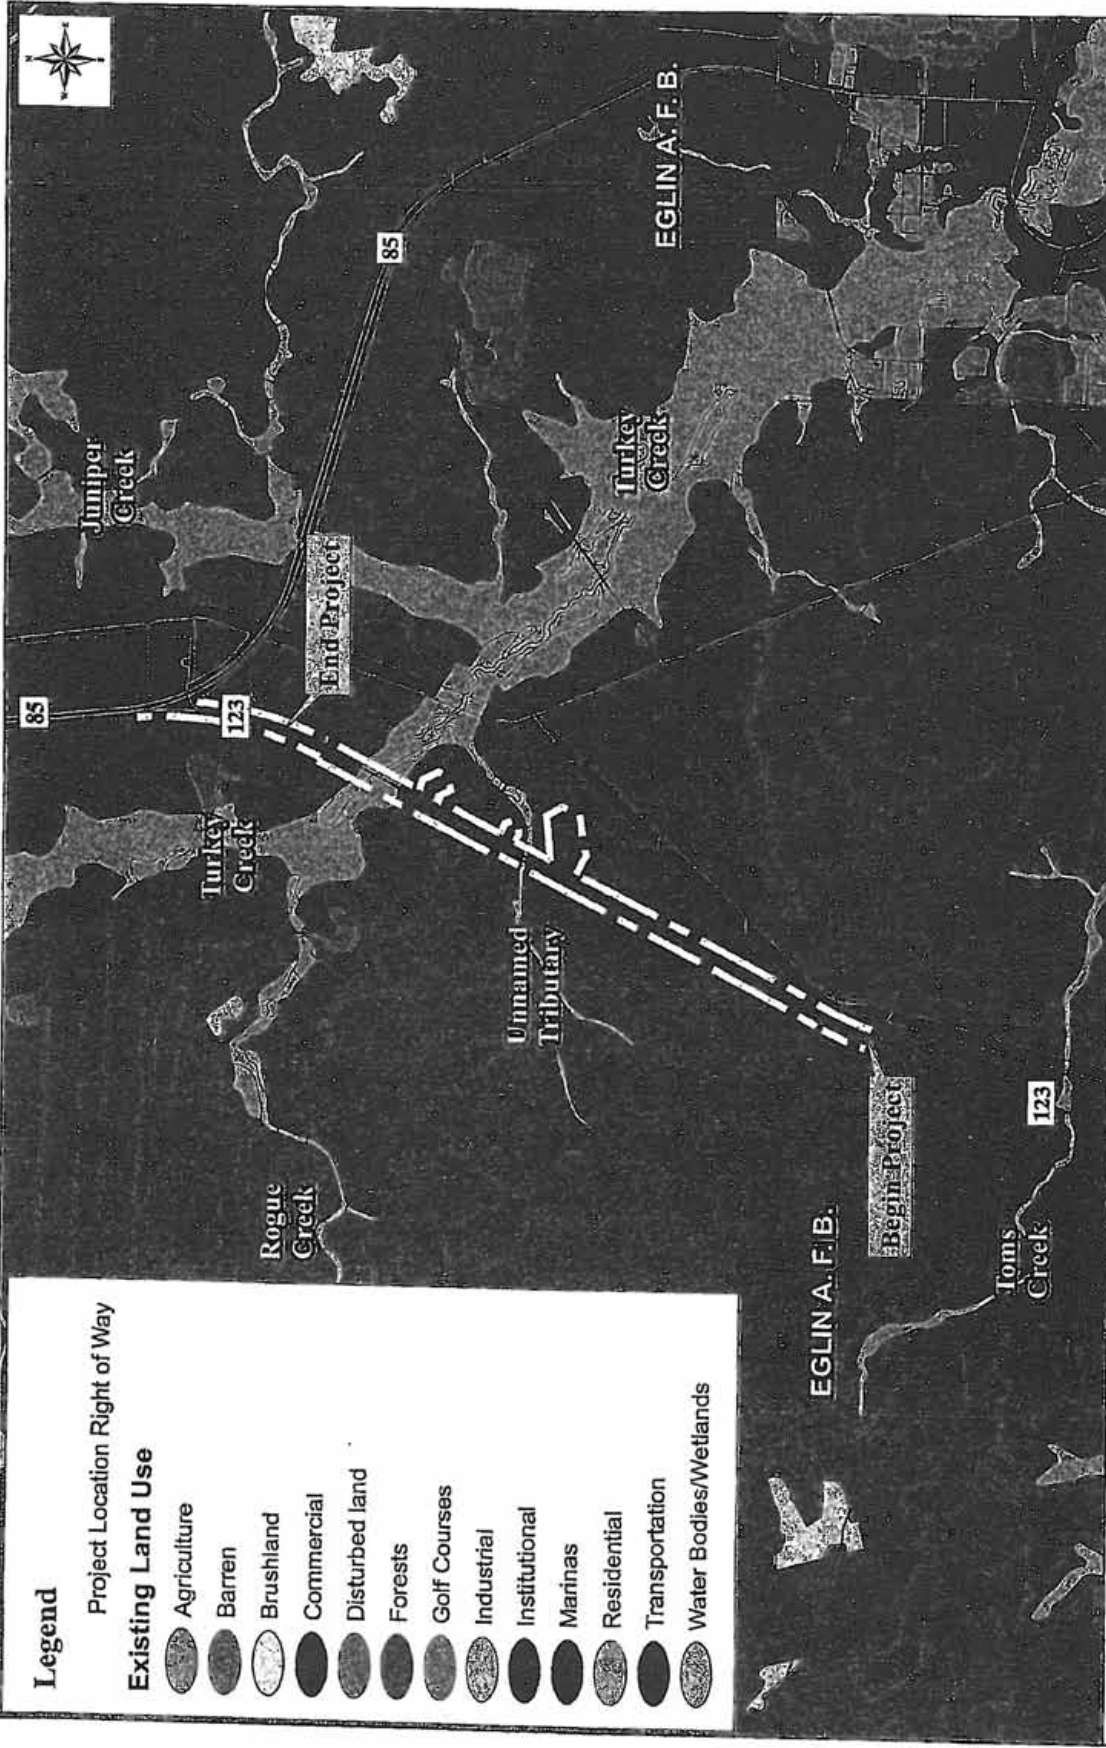 Legend
Project Location Right of Way
Existing Land Use
Agriculture
Barren
Brushland
Commercial
Disturbed land
Forests
Golf Courses
Industrial
Institutional
Marinas
Residential
Transportation
Water Bodies/Wetlands
85
123
Juniper
Creek
85
End Project
Turkey
Creek
Rogue
Creek
Unnamed
Tributary
Turkey
Creek
EGLIN A. F. B.
EGLIN A. F. B.
Begin Project
Toms
Creek
123